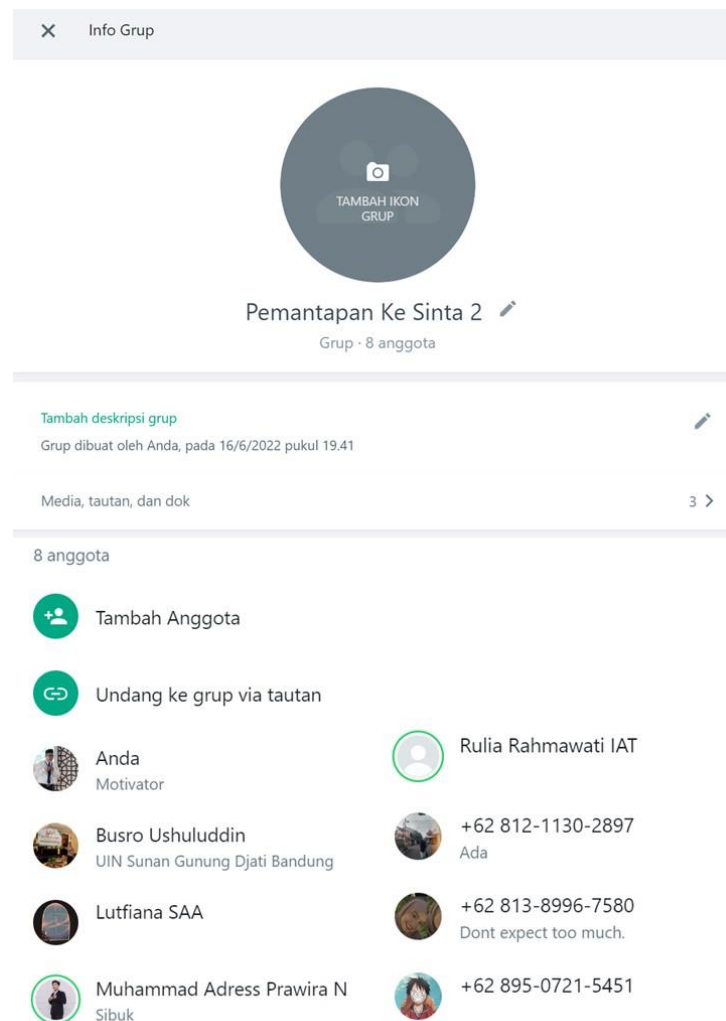 Info Grup
TAMBAH IKON
GRUP
Pemantapan Ke Sinta 2
Grup · 8 anggota
Tambah deskripsi grup
Grup dibuat oleh Anda, pada 16/6/2022 pukul 19.41
Media, tautan, dan dok
3
8 anggota
Tambah Anggota
Undang ke grup via tautan
Anda
Motivator
Busro Ushuluddin
UIN Sunan Gunung Djati Bandung
Lutfiana SAA
Muhammad Adress Prawira N
Sibuk
Rulia Rahmawati IAT
+62 812-1130-2897
Ada
+62 813-8996-7580
Dont expect too much.
+62 895-0721-5451